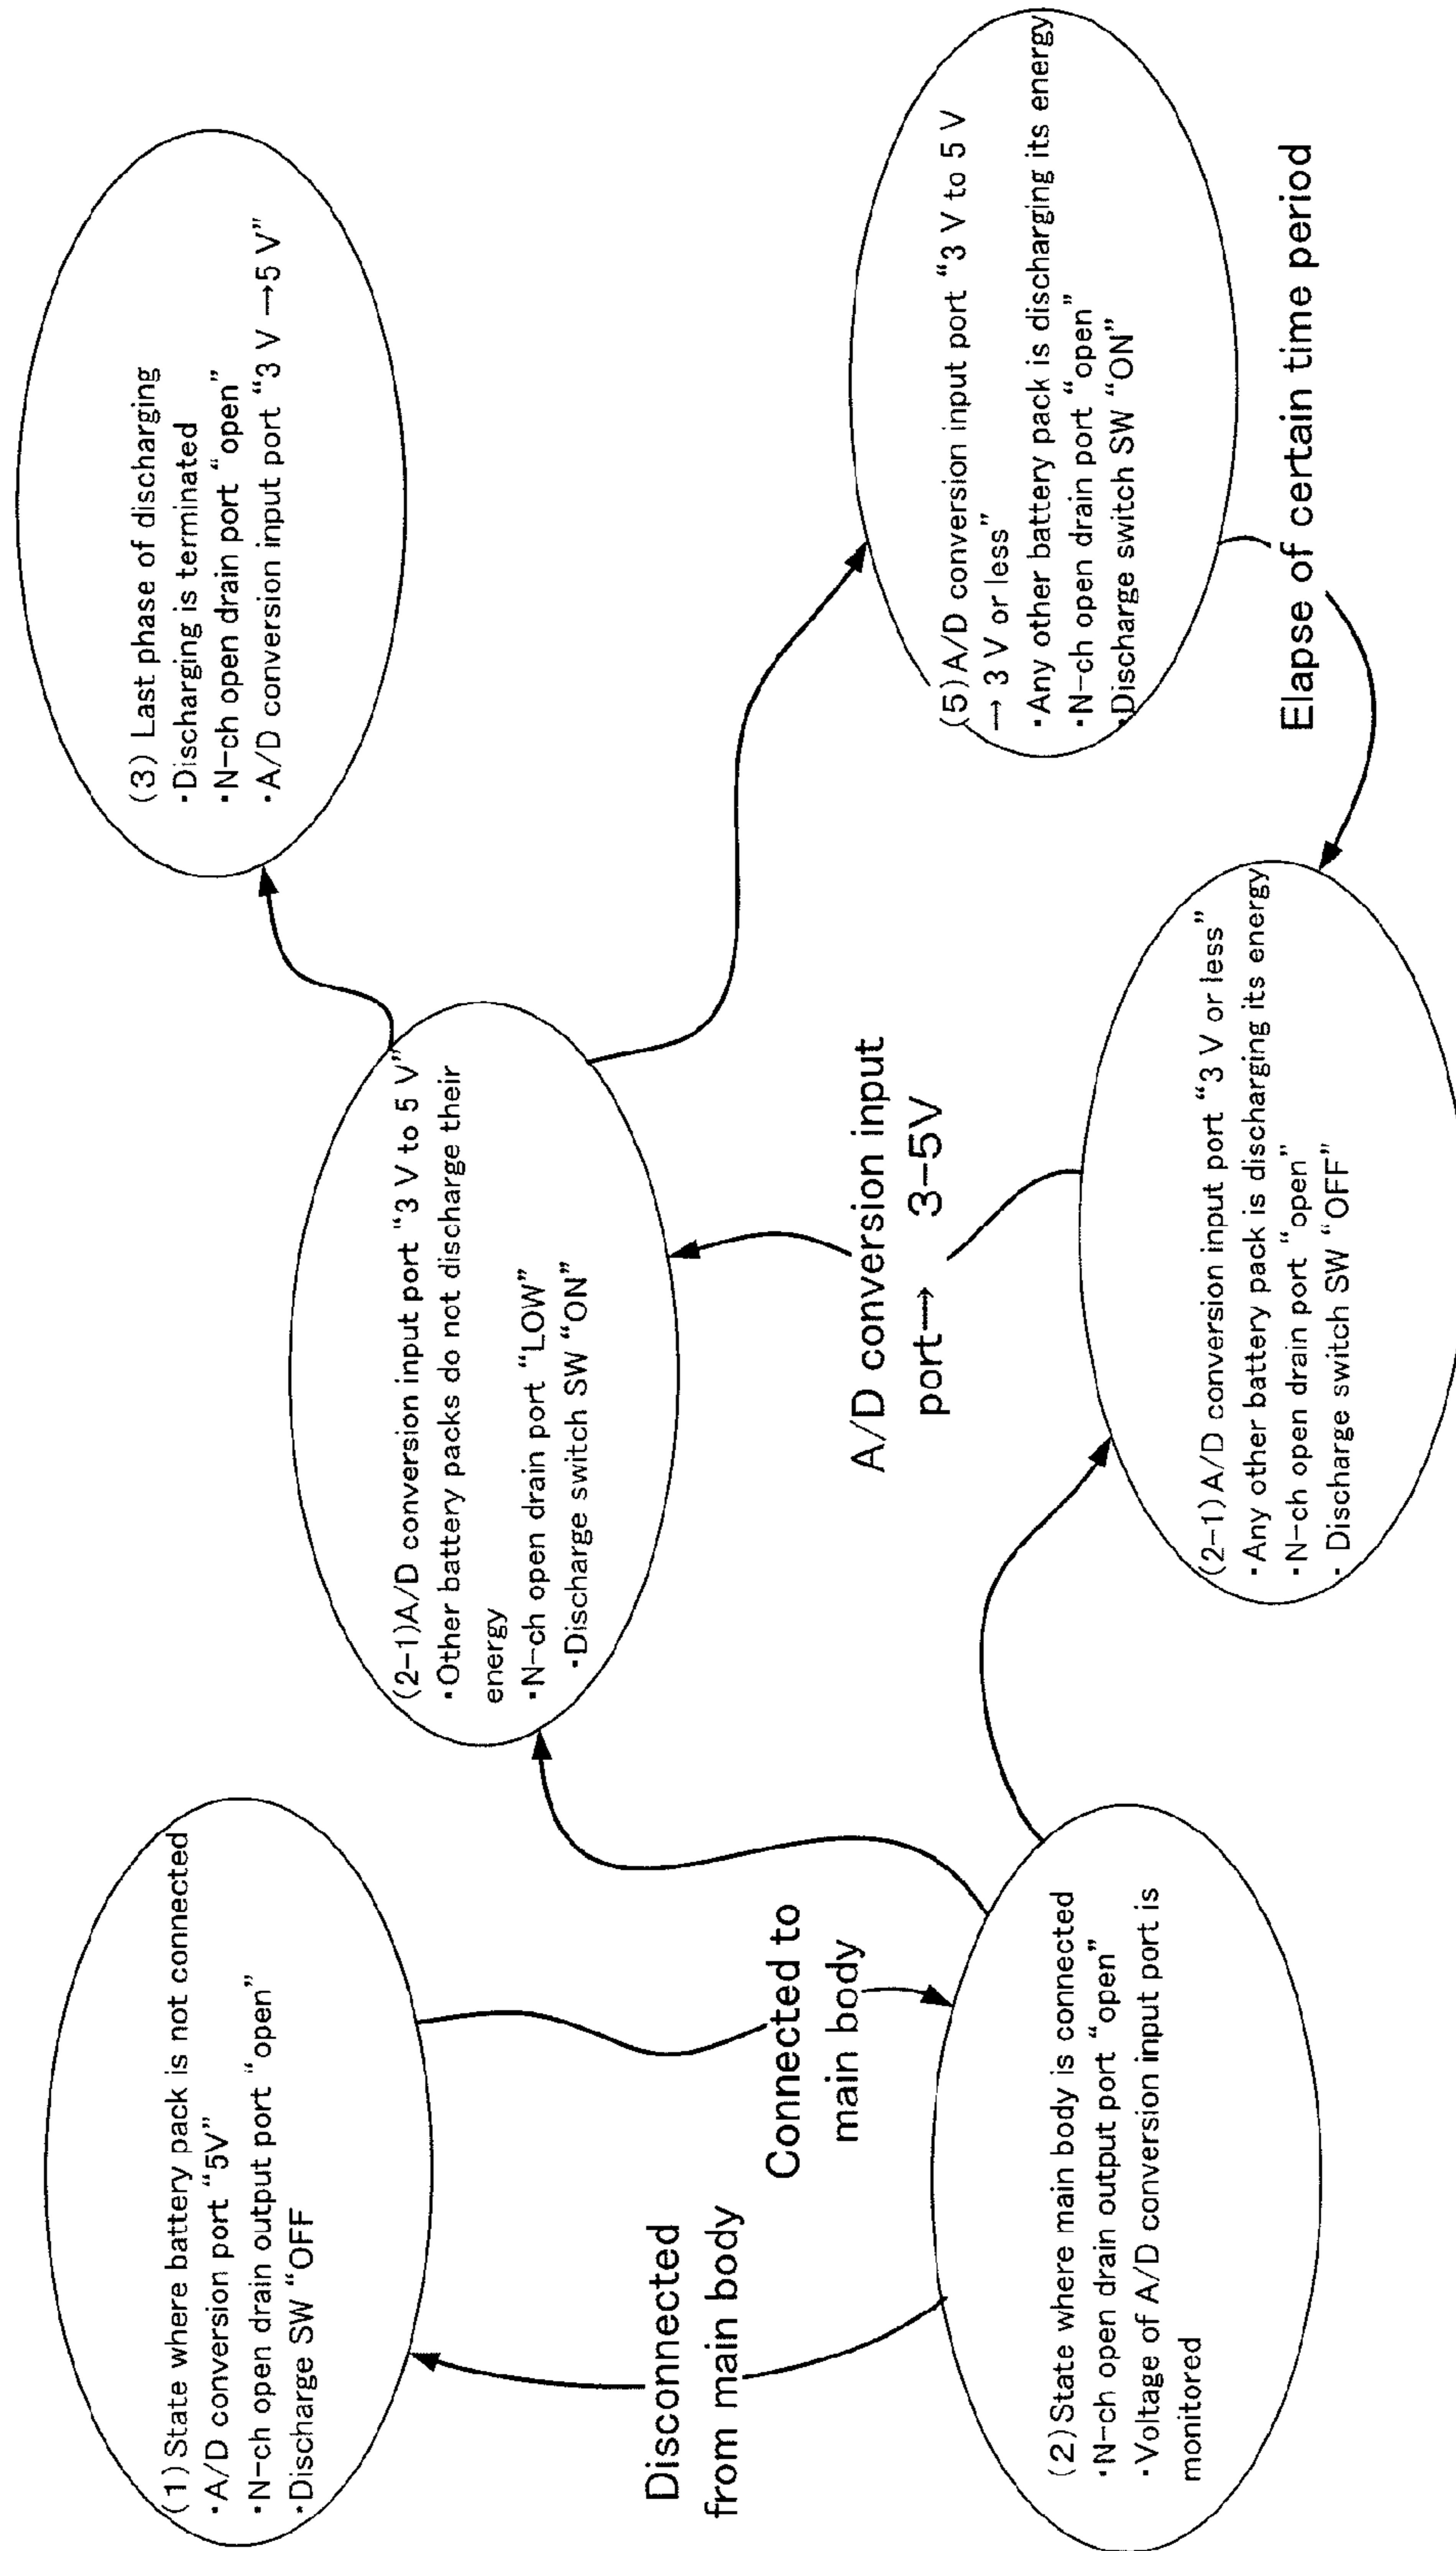 (1)State where battery pack is not connected
·A/D conversion port “5V”
·N-ch open drain output port “open”
·Discharge SW “OFF
Disconnected
from main body
Connected to
main body
(2)State where main body is connected
·N-ch open drain output port “open”
·Voltage of A/D conversion input port is
monitored
(2-1)A/D conversion input port “3 V to 5 V”
·Other battery packs do not discharge their
energy
·N-ch open drain port “LOW”
·Discharge switch SW “ON”
A/D conversion input
port→ 3-5V
(2-1)A/D conversion input port “3 V or less”
·Any other battery pack is discharging its energy
·N-ch open drain port “open”
·Discharge switch SW “OFF”
(3) Last phase of discharging
·Discharging is terminated
·N-ch open drain port “open”
·A/D conversion input port “3 V →5 V”
(5)A/D conversion input port “3 V to 5 V
→ 3 V or less”
·Any other battery pack is discharging its energy
·N-ch open drain port “open”
·Discharge switch SW “ON”
Elapse of certain time period